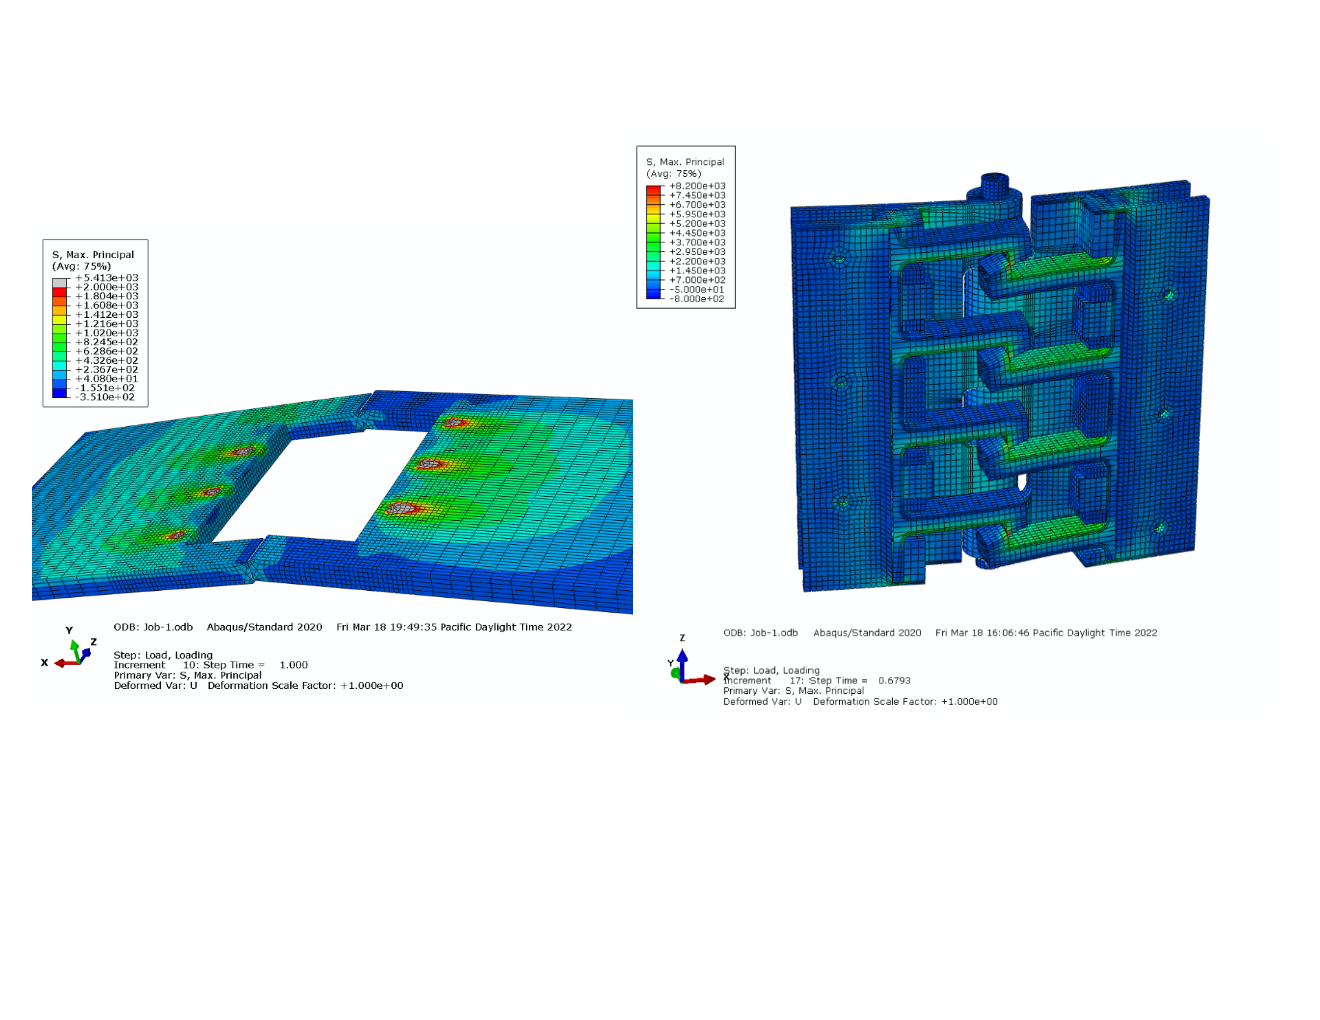 S, Max. Principal
(Avg: 75%)
+5.413e+03
+2.000e+03
+1.804e+03
+1.608e+03
+1.412e+03
+1.216e+03
+1.020e+03
+8.245e+02
+6.286e+02
+4.326e+02
+2.367e+02
+4.080e+01
-1.551e+02
-3.510e+02
Y
Z
X
ODB: Job-1.odb Abaqus/Standard 2020 Fri Mar 18 19:49:35 Pacific Daylight Time 2022
Step: Load, Loading
Increment 10: Step Time = 1.000
Primary Var: S, Max. Principal
Deformed Var: U Deformation Scale Factor: +1.000e+00
S, Max. Principal
(Avg: 75%)
+8.200e+03
+7.450e+03
+6.700e+03
+5.950e+03
+5.200e+03
+4.450e+03
+3.700e+03
+2.950e+03
+2.200e+03
+1.450e+03
+7.000e+02
-5.000e+01
-8.000e+02
Z
Y
X
ODB: Job-1.odb Abaqus/Standard 2020 Fri Mar 18 16:06:46 Pacific Daylight Time 2022
Step: Load, Loading
Increment 17: Step Time = 0.6793
Primary Var: S, Max. Principal
Deformed Var: U Deformation Scale Factor: +1.000e+00